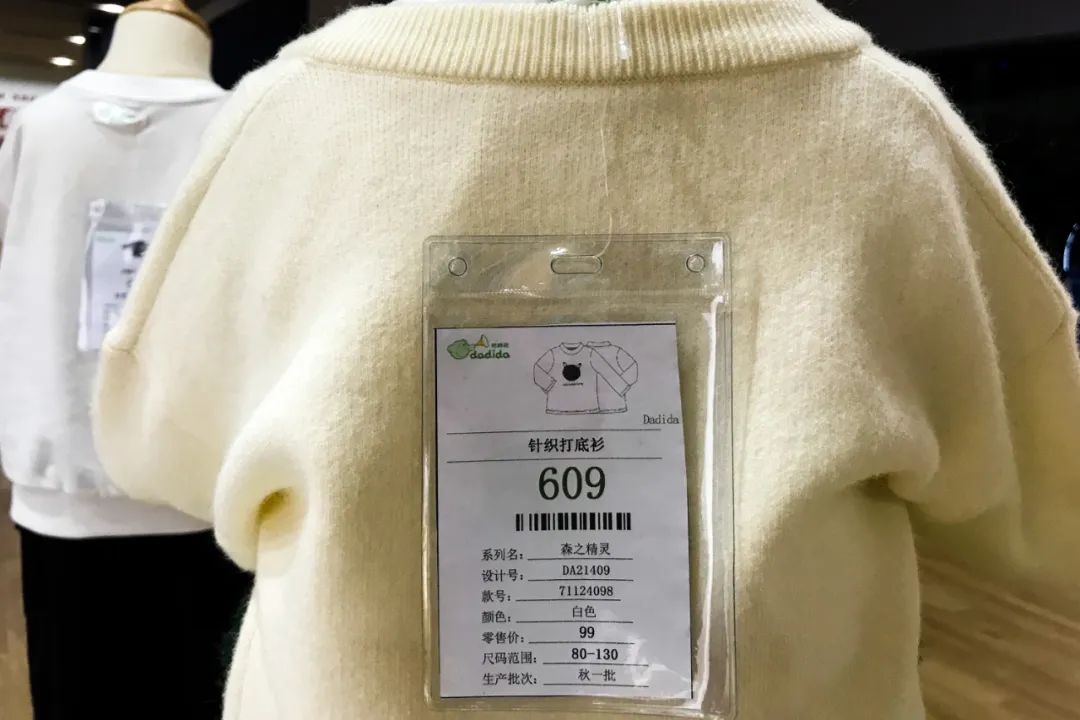 dadida
Dadida
针织打底衫
609
系列名：森之精灵
设计号：DA21409
款号：71124098
颜色：白色
零售价：99
尺码范围：80-130
生产批次：秋一批